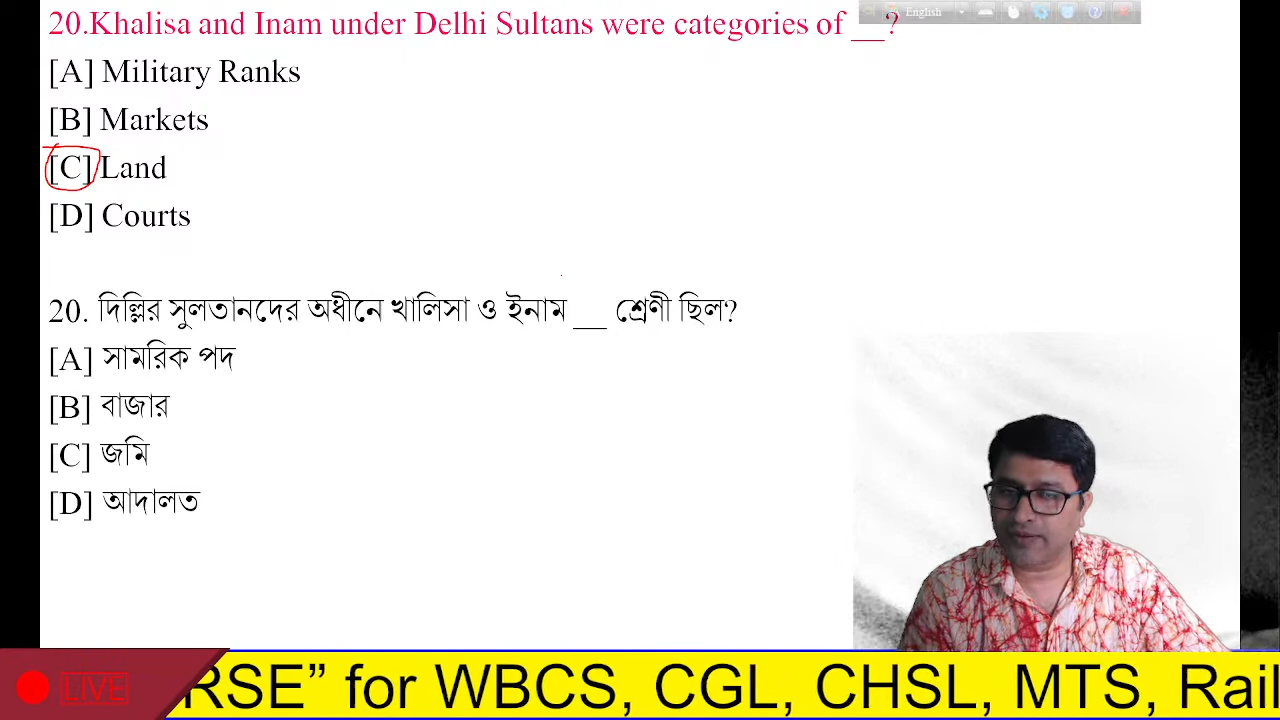 20.Khalisa and Inam under Delhi Sultans were categories of __?
English
[A] Military Ranks
[B] Markets
[C] Land
[D] Courts
20. দিল্লির সুলতানদের অধীনে খালিসা ও ইনাম __ শ্রেণী ছিল?
[A] সামরিক পদ
[B] বাজার
[C] জমি
[D] আদালত
LIVE
RSE” for WBCS, CGL, CHSL, MTS, Rail